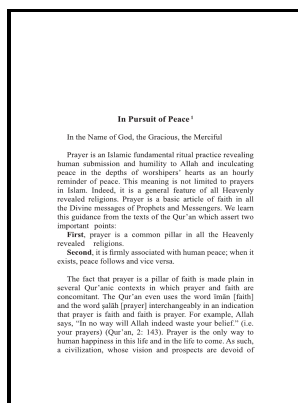 In Pursuit of Peace ¹
In the Name of God, the Gracious, the Merciful
Prayer is an Islamic fundamental ritual practice revealing
human submission and humility to Allah and inculcating
peace in the depths of worshipers' hearts as an hourly
reminder of peace. This meaning is not limited to prayers
in Islam. Indeed, it is a general feature of all Heavenly
revealed religions. Prayer is a basic article of faith in all
the Divine messages of Prophets and Messengers. We learn
this guidance from the texts of the Qur'an which assert two
important points:
First, prayer is a common pillar in all the Heavenly
revealed religions.
Second, it is firmly associated with human peace; when it
exists, peace follows and vice versa.
The fact that prayer is a pillar of faith is made plain in
several Qur'anic contexts in which prayer and faith are
concomitant. The Qur'an even uses the word īmān [faith]
and the word ṣalāh [prayer] interchangeably in an indication
that prayer is faith and faith is prayer. For example, Allah
says, "In no way will Allah indeed waste your belief." (i.e.
your prayers) (Qur'an, 2: 143). Prayer is the only way to
human happiness in this life and in the life to come. As such,
a civilization, whose vision and prospects are devoid of